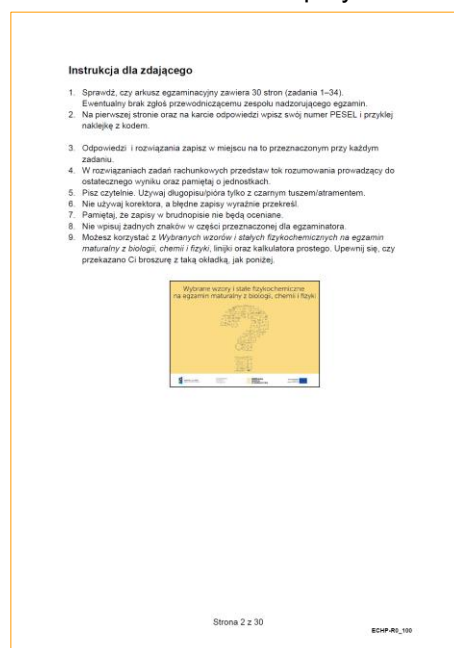 Instrukcja dla zdającego
1. Sprawdź, czy arkusz egzaminacyjny zawiera 30 stron (zadania 1–34).
Ewentualny brak zgłoś przewodniczącemu zespołu nadzorującego egzamin.
2. Na pierwszej stronie oraz na karcie odpowiedzi wpisz swój numer PESEL i przyklej
naklejkę z kodem.
3. Odpowiedzi i rozwiązania zapisz w miejscu na to przeznaczonym przy każdym
zadaniu.
4. W rozwiązaniach zadań rachunkowych przedstaw tok rozumowania prowadzący do
ostatecznego wyniku oraz pamiętaj o jednostkach.
5. Pisz czytelnie. Używaj długopisu/pióra tylko z czarnym tuszem/atramentem.
6. Nie używaj korektora, a błędne zapisy wyraźnie przekreśl.
7. Pamiętaj, że zapisy w brudnopisie nie będą oceniane.
8. Nie wpisuj żadnych znaków w części przeznaczonej dla egzaminatora.
9. Możesz korzystać z Wybranych wzorów i stałych fizykochemicznych na egzamin
maturalny z biologii, chemii i fizyki, linijki oraz kalkulatora prostego. Upewnij się, czy
przekazano Ci broszurę z taką okładką, jak poniżej.
Wybrane wzory i stałe fizykochemiczne
na egzamin maturalny z biologii, chemii i fizyki
Strona 2 z 30
ECHP-R0_100